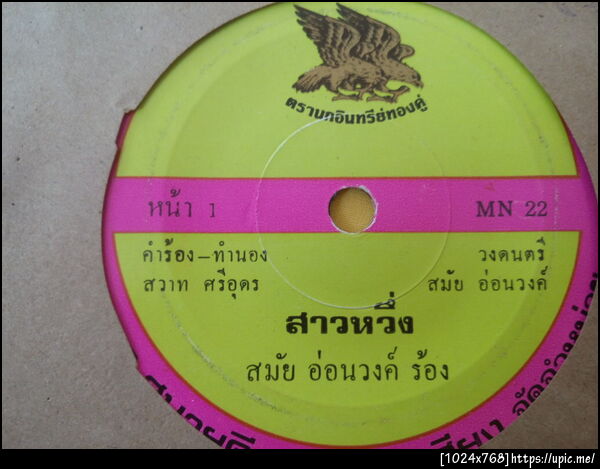 ตรานกอินทรีย์ทองคู่
หน้า 1
MN 22
คำร้อง–ทำนอง
วงดนตรี
สวาท ศรีอุดร
สมัย อ่อนวงค์
สาวหวึ่ง
สมัย อ่อนวงค์ ร้อง
[1024x768]https://upic.me/